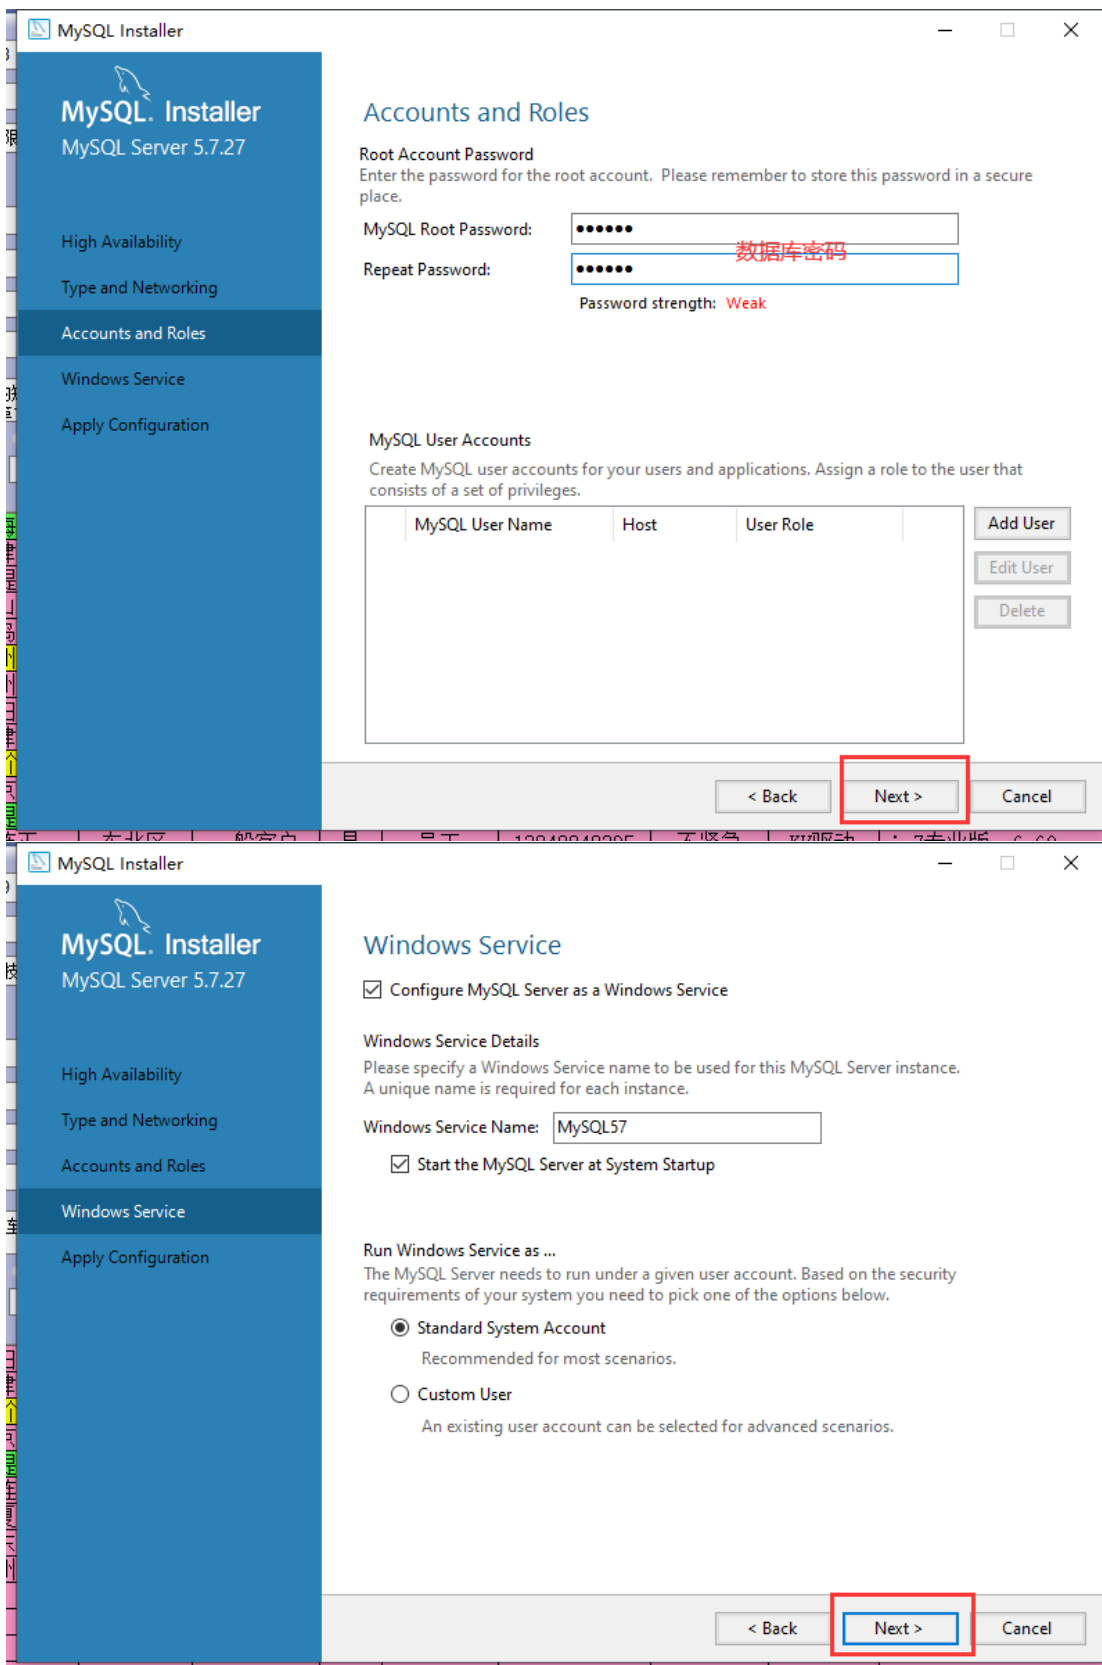 MySQL Installer
MySQL. Installer
MySQL Server 5.7.27
High Availability
Type and Networking
Accounts and Roles
Windows Service
Apply Configuration
Accounts and Roles
Root Account Password
Enter the password for the root account. Please remember to store this password in a secure
place.
MySQL Root Password: ●●●●●●
数据库密码
Repeat Password: ●●●●●●
Password strength: Weak
MySQL User Accounts
Create MySQL user accounts for your users and applications. Assign a role to the user that
consists of a set of privileges.
MySQL User Name Host User Role
Add User
Edit User
Delete
< Back Next > Cancel
MySQL Installer
MySQL. Installer
MySQL Server 5.7.27
High Availability
Type and Networking
Accounts and Roles
Windows Service
Apply Configuration
Windows Service
Configure MySQL Server as a Windows Service
Windows Service Details
Please specify a Windows Service name to be used for this MySQL Server instance.
A unique name is required for each instance.
Windows Service Name: MySQL57
Start the MySQL Server at System Startup
Run Windows Service as ...
The MySQL Server needs to run under a given user account. Based on the security
requirements of your system you need to pick one of the options below.
Standard System Account
Recommended for most scenarios.
Custom User
An existing user account can be selected for advanced scenarios.
< Back Next > Cancel